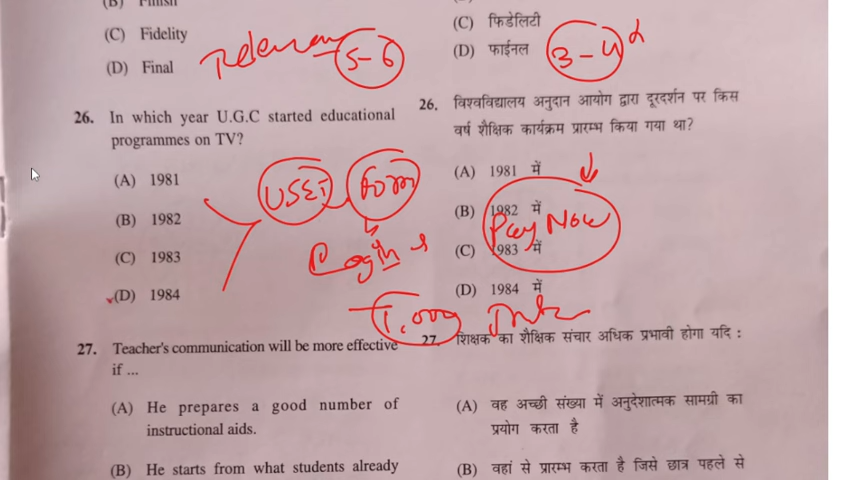 (B) Finish
(C) Fidelity
(D) Final
5-6
26. In which year U.G.C started educational
programmes on TV?
(A) 1981
(B) 1982
(C) 1983
(D) 1984
USET Form
Login
27. Teacher's communication will be more effective
if ...
(A) He prepares a good number of
instructional aids.
(B) He starts from what students already
(C) फिडेलिटी
(D) फाईनल
3-4
26. विश्वविद्यालय अनुदान आयोग द्वारा दूरदर्शन पर किस
वर्ष शैक्षिक कार्यक्रम प्रारम्भ किया गया था?
(A) 1981 में
(B) 1982 में
Pay Now
(C) 1983 में
(D) 1984 में
27. शिक्षक का शैक्षिक संचार अधिक प्रभावी होगा यदि :
(A) वह अच्छी संख्या में अनुदेशात्मक सामग्री का
प्रयोग करता है
(B) वहां से प्रारम्भ करता है जिसे छात्र पहले से